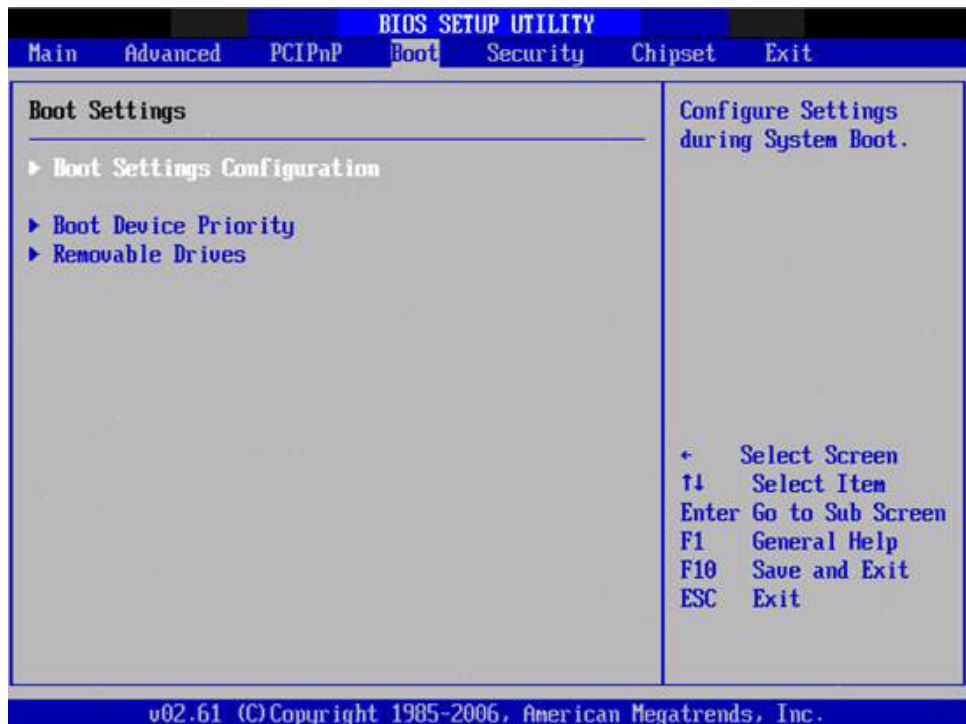 BIOS SETUP UTILITY
Main Advanced PCIPnP Boot Security Chipset Exit
Boot Settings
▶ Boot Settings Configuration
▶ Boot Device Priority
▶ Removable Drives
Configure Settings
during System Boot.
← Select Screen
↑↓ Select Item
Enter Go to Sub Screen
F1 General Help
F10 Save and Exit
ESC Exit
v02.61 (C)Copyright 1985-2006, American Megatrends, Inc.